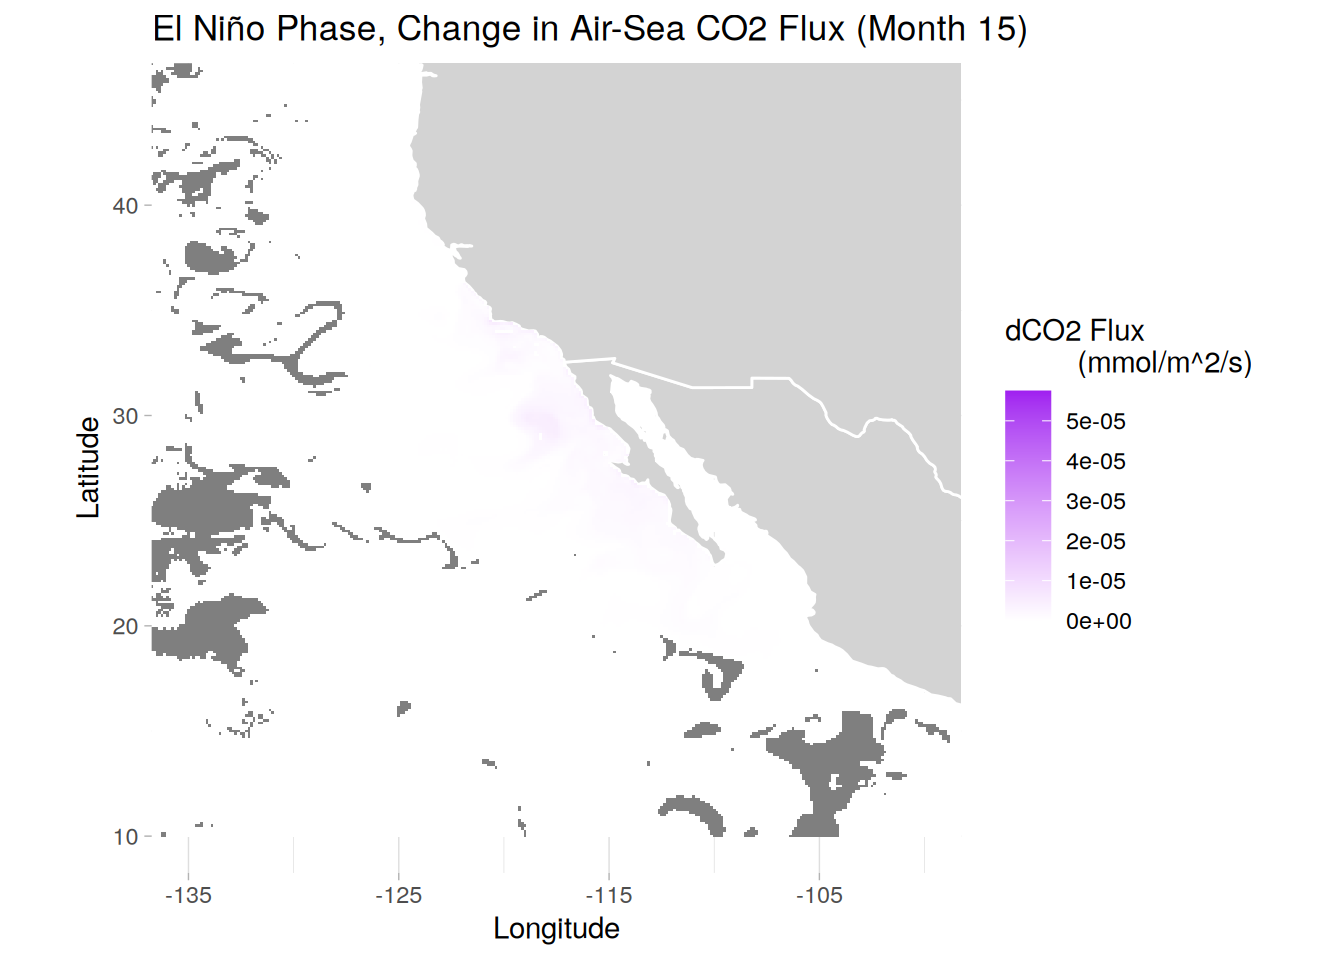 El Niño Phase, Change in Air-Sea CO2 Flux (Month 15)
40
30
20
10
Latitude
-135
-125
-115
-105
Longitude
dCO2 Flux
(mmol/m^2/s)
5e-05
4e-05
3e-05
2e-05
1e-05
0e+00